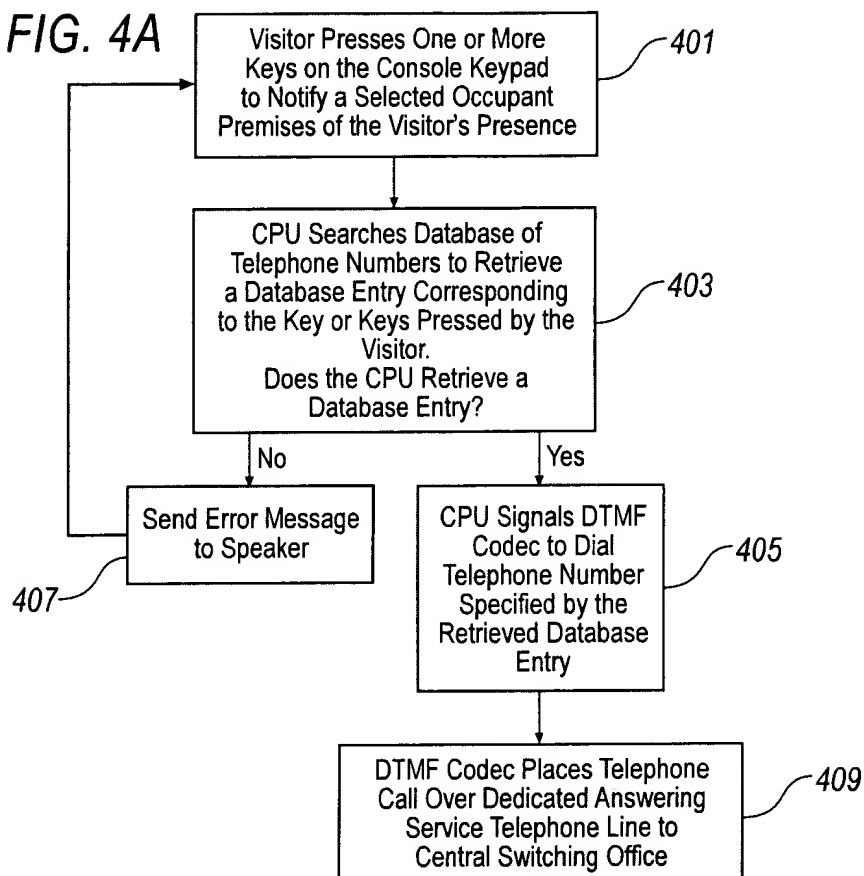 FIG. 4A
Visitor Presses One or More
Keys on the Console Keypad
to Notify a Selected Occupant
Premises of the Visitor's Presence
401
CPU Searches Database of
Telephone Numbers to Retrieve
a Database Entry Corresponding
to the Key or Keys Pressed by the
Visitor.
Does the CPU Retrieve a
Database Entry?
403
No
Yes
Send Error Message
to Speaker
407
CPU Signals DTMF
Codec to Dial
Telephone Number
Specified by the
Retrieved Database
Entry
405
DTMF Codec Places Telephone
Call Over Dedicated Answering
Service Telephone Line to
Central Switching Office
409